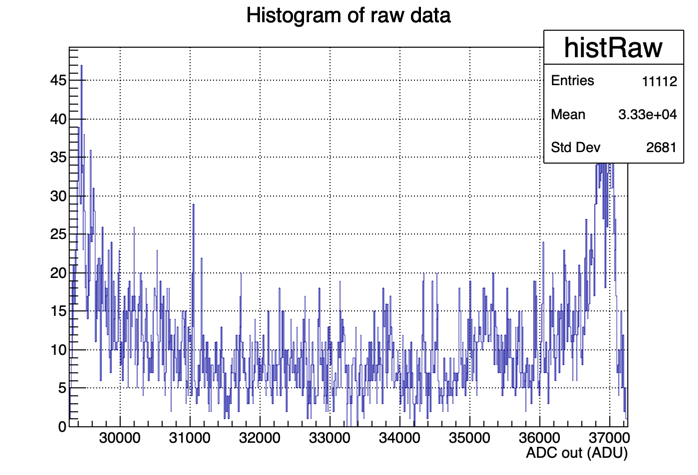 Histogram of raw data
histRaw
Entries 11112
Mean 3.33e+04
Std Dev 2681
45
40
35
30
25
20
15
10
5
0
30000 31000 32000 33000 34000 35000 36000 37000
ADC out (ADU)